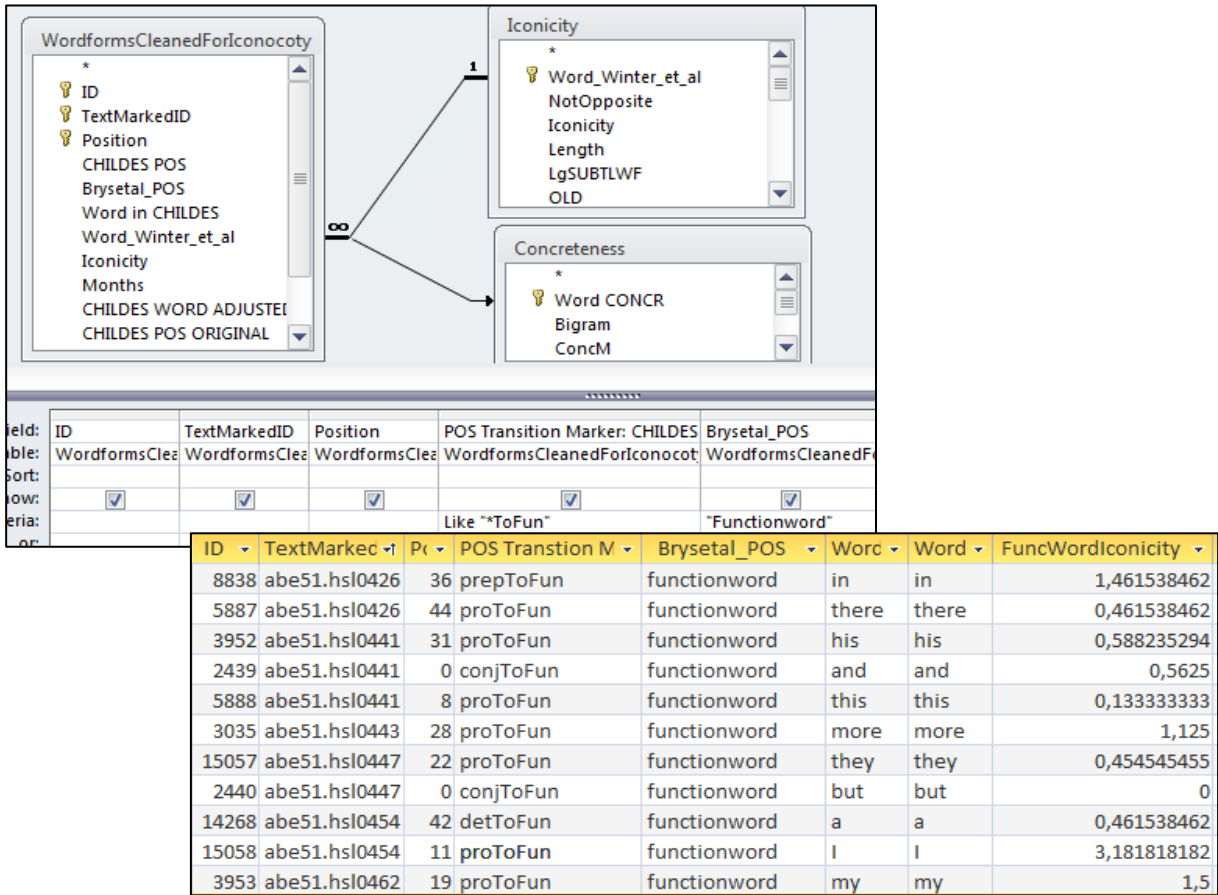 WordformsCleanedForIconocoty
*
ID
TextMarkedID
Position
CHILDES POS
Brysetal_POS
Word in CHILDES
Word_Winter_et_al
Iconicity
Months
CHILDES WORD ADJUSTED
CHILDES POS ORIGINAL
1
∞
Iconicity
*
Word_Winter_et_al
NotOpposite
Iconicity
Length
LgSUBTLWF
OLD
Concreteness
*
Word CONCR
Bigram
ConcM
ield: ID TextMarkedID Position POS Transition Marker: CHILDES Brysetal_POS
able: WordformsClea WordformsClea WordformsClea WordformsCleanedForIconocot WordformsCleanedFo
Sort:
how:
eria: Like "*ToFun" "Functionword"
or:
ID TextMarked Po POS Transtion M Brysetal_POS Word Word FuncWordIconicity
8838 abe51.hsl0426 36 prepToFun functionword in in 1,461538462
5887 abe51.hsl0426 44 proToFun functionword there there 0,461538462
3952 abe51.hsl0441 31 proToFun functionword his his 0,588235294
2439 abe51.hsl0441 0 conjToFun functionword and and 0,5625
5888 abe51.hsl0441 8 proToFun functionword this this 0,133333333
3035 abe51.hsl0443 28 proToFun functionword more more 1,125
15057 abe51.hsl0447 22 proToFun functionword they they 0,454545455
2440 abe51.hsl0447 0 conjToFun functionword but but 0
14268 abe51.hsl0454 42 detToFun functionword a a 0,461538462
15058 abe51.hsl0454 11 proToFun functionword I I 3,181818182
3953 abe51.hsl0462 19 proToFun functionword my my 1,5